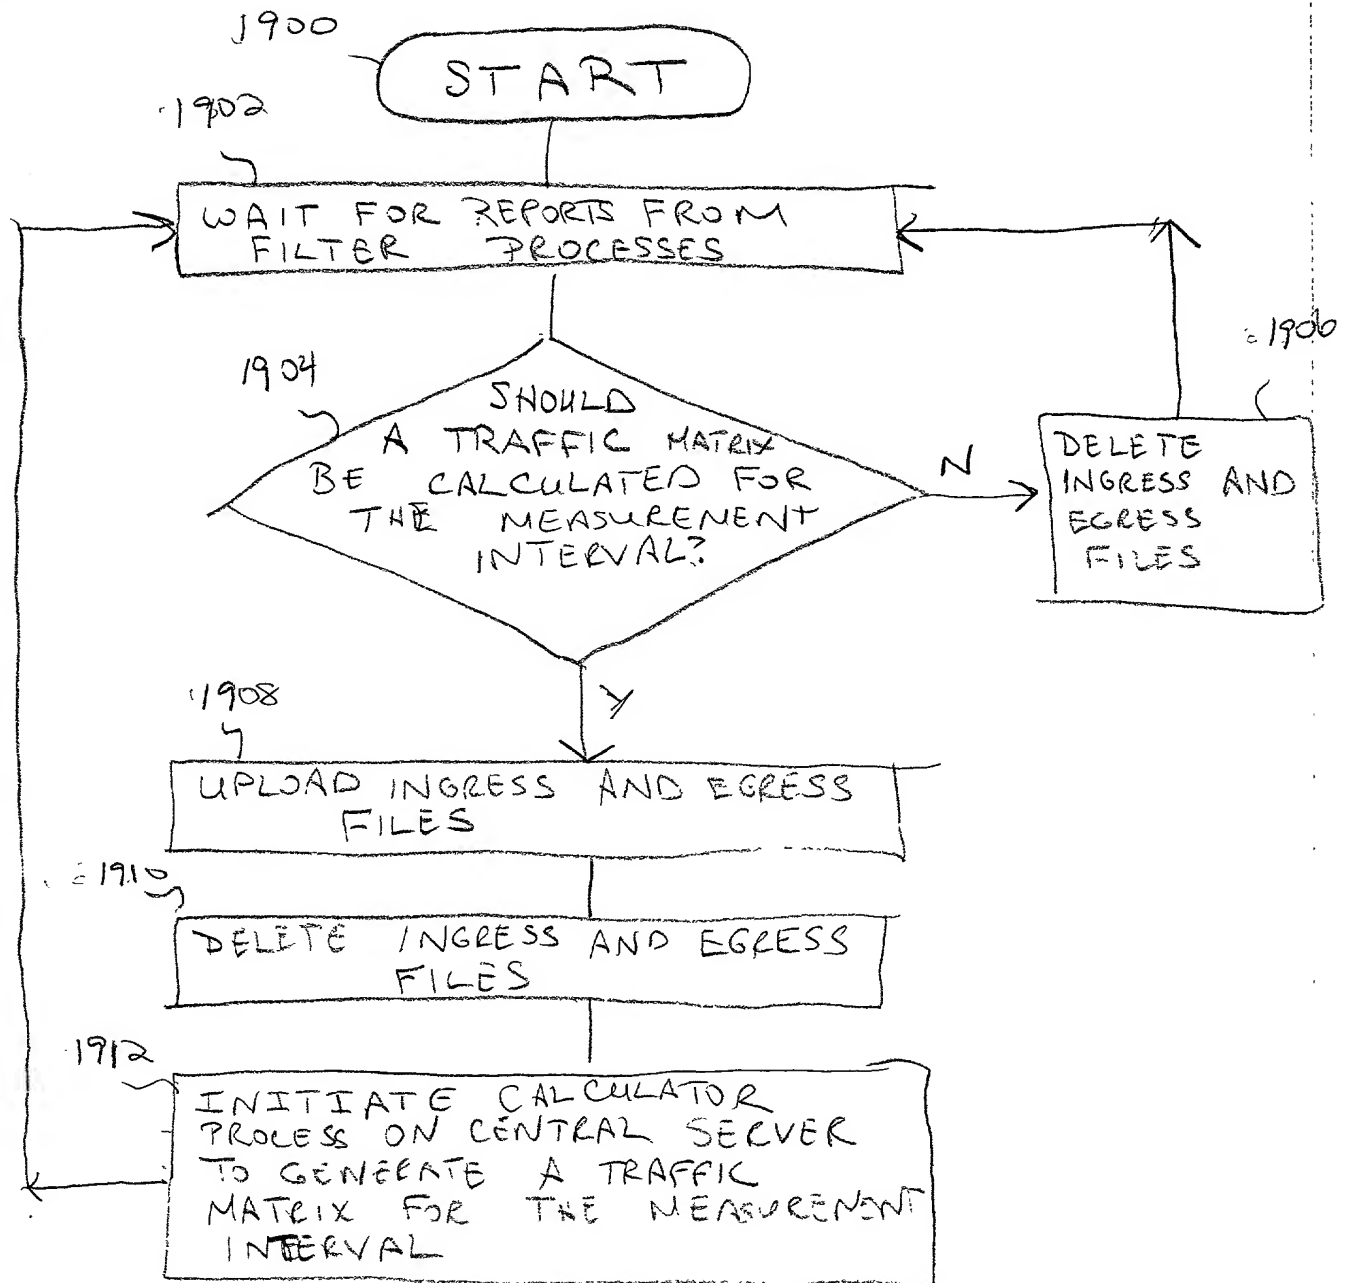 1900
START
1902
WAIT FOR REPORTS FROM
FILTER PROCESSES
1904
SHOULD
A TRAFFIC MATRIX
BE CALCULATED FOR
THE MEASUREMENT
INTERVAL?
N
1906
DELETE
INGRESS AND
EGRESS
FILES
Y
1908
UPLOAD INGRESS AND EGRESS
FILES
1910
DELETE INGRESS AND EGRESS
FILES
1912
INITIATE CALCULATOR
PROCESS ON CENTRAL SERVER
TO GENERATE A TRAFFIC
MATRIX FOR THE MEASUREMENT
INTERVAL